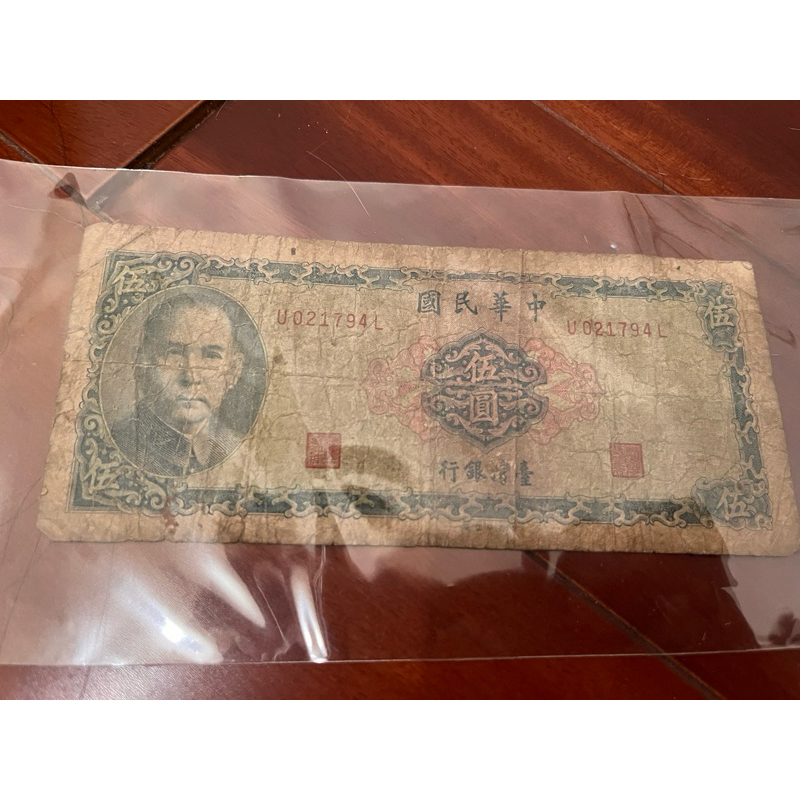 伍 伍
中華民國
U021794L U021794L
伍圓
臺灣銀行
伍 伍